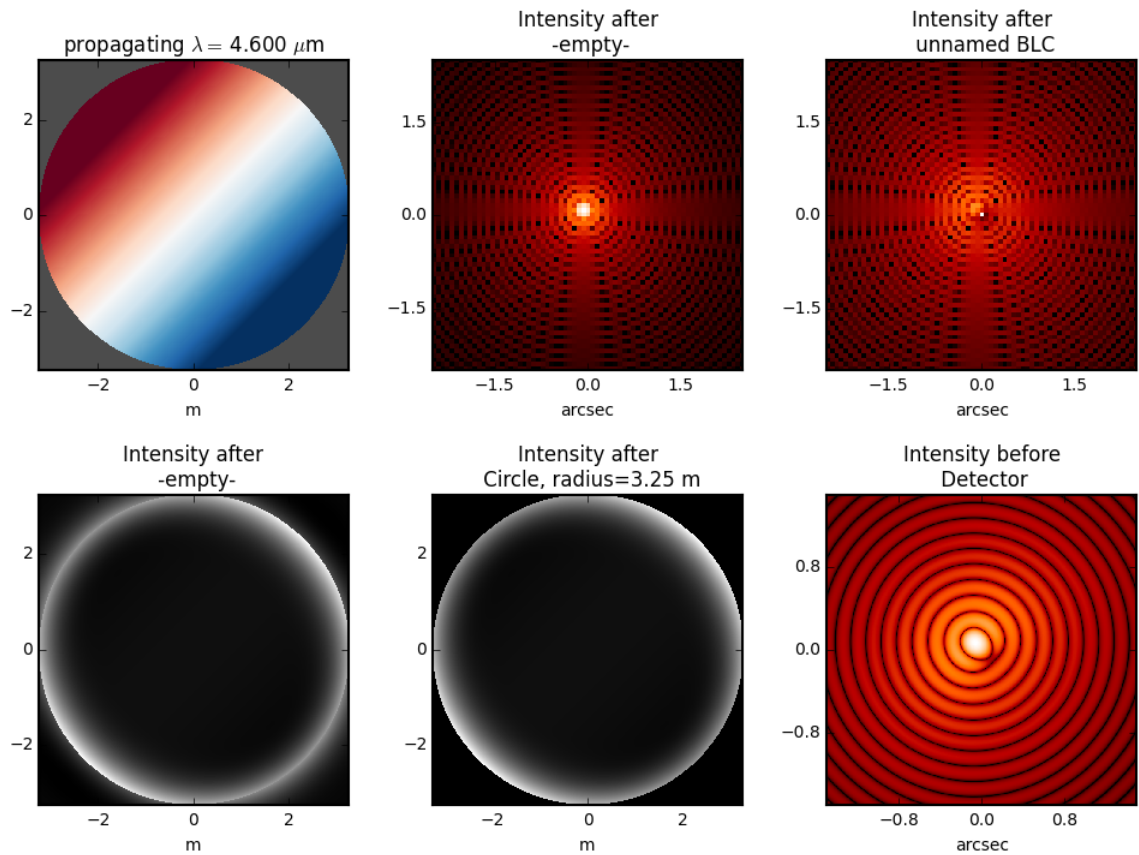 propagating λ = 4.600 μm
2
0
−2
−2 0 2
m
Intensity after
-empty-
1.5
0.0
−1.5
−1.5 0.0 1.5
arcsec
Intensity after
unnamed BLC
1.5
0.0
−1.5
−1.5 0.0 1.5
arcsec
Intensity after
-empty-
2
0
−2
−2 0 2
m
Intensity after
Circle, radius=3.25 m
2
0
−2
−2 0 2
m
Intensity before
Detector
0.8
0.0
−0.8
−0.8 0.0 0.8
arcsec